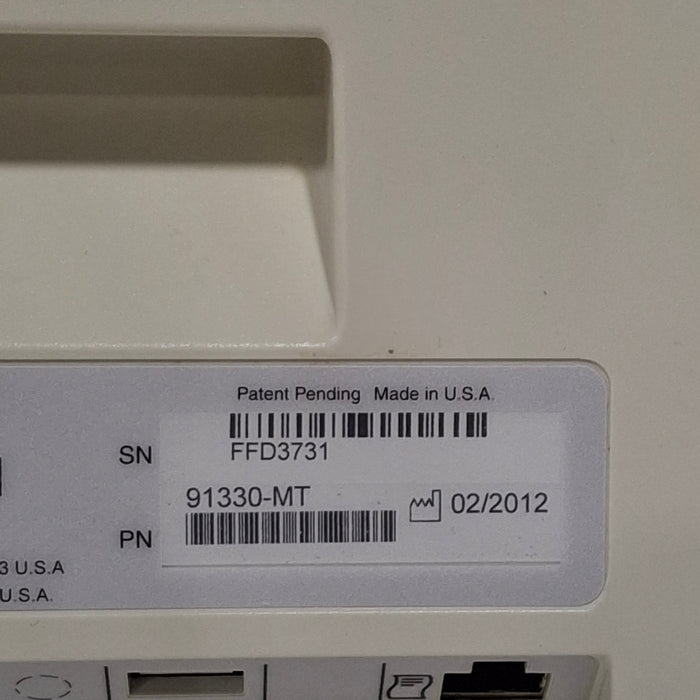 Patent Pending Made in U.S.A.
SN
FFD3731
91330-MT
02/2012
PN
3 U.S.A
U.S.A.